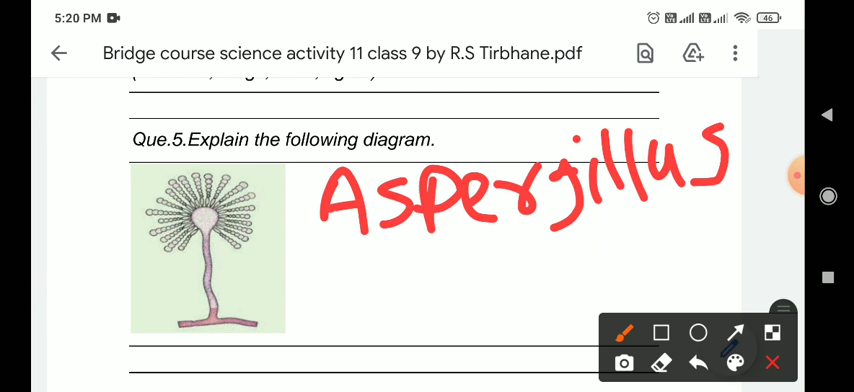 5:20 PM
46
Bridge course science activity 11 class 9 by R.S Tirbhane.pdf
Que.5.Explain the following diagram.
Aspergillus